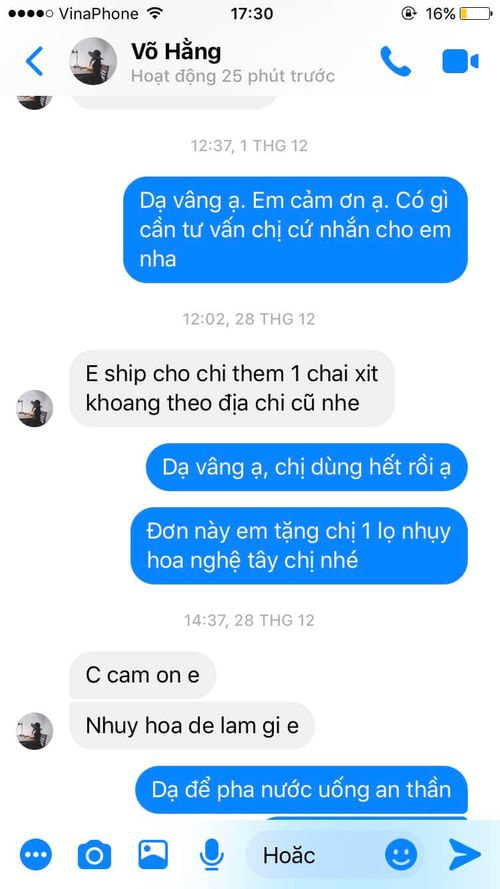 VinaPhone 17:30 16%
Võ Hằng
Hoạt động 25 phút trước
12:37, 1 THG 12
Dạ vâng ạ. Em cảm ơn ạ. Có gì
cần tư vấn chị cứ nhắn cho em
nha
12:02, 28 THG 12
E ship cho chi them 1 chai xit
khoang theo địa chi cũ nhe
Dạ vâng ạ, chị dùng hết rồi ạ
Đơn này em tặng chị 1 lọ nhụy
hoa nghệ tây chị nhé
14:37, 28 THG 12
C cam on e
Nhuy hoa de lam gi e
Dạ để pha nước uống an thần
Hoăc